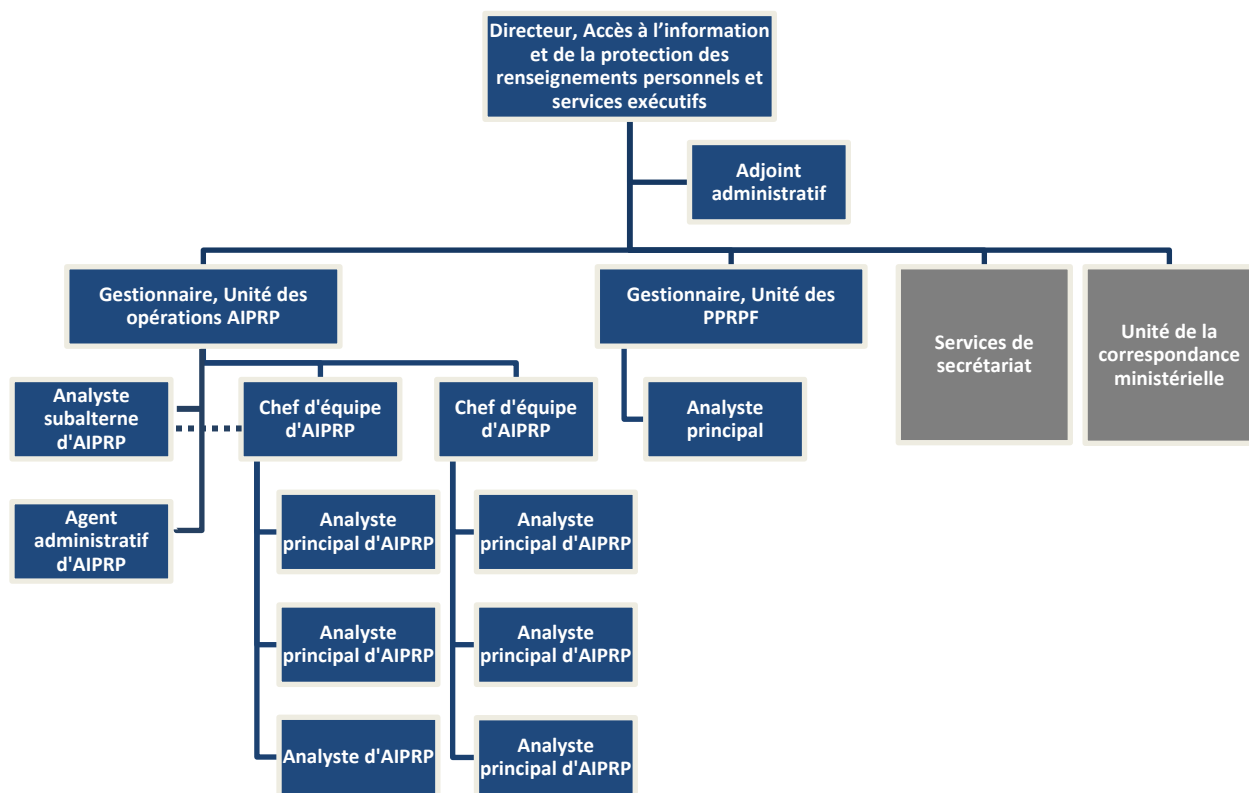 Directeur, Accès à l’information
et de la protection des
renseignements personnels et
services exécutifs
Adjoint
administratif
Gestionnaire, Unité des
opérations AIPRP
Gestionnaire, Unité des
PPRPF
Services de
secrétariat
Unité de la
correspondance
ministérielle
Analyste
subalterne
d'AIPRP
Chef d'équipe
d'AIPRP
Chef d'équipe
d'AIPRP
Analyste
principal
Agent
administratif
d'AIPRP
Analyste
principal d'AIPRP
Analyste
principal d'AIPRP
Analyste
principal d'AIPRP
Analyste
principal d'AIPRP
Analyste d'AIPRP
Analyste
principal d'AIPRP